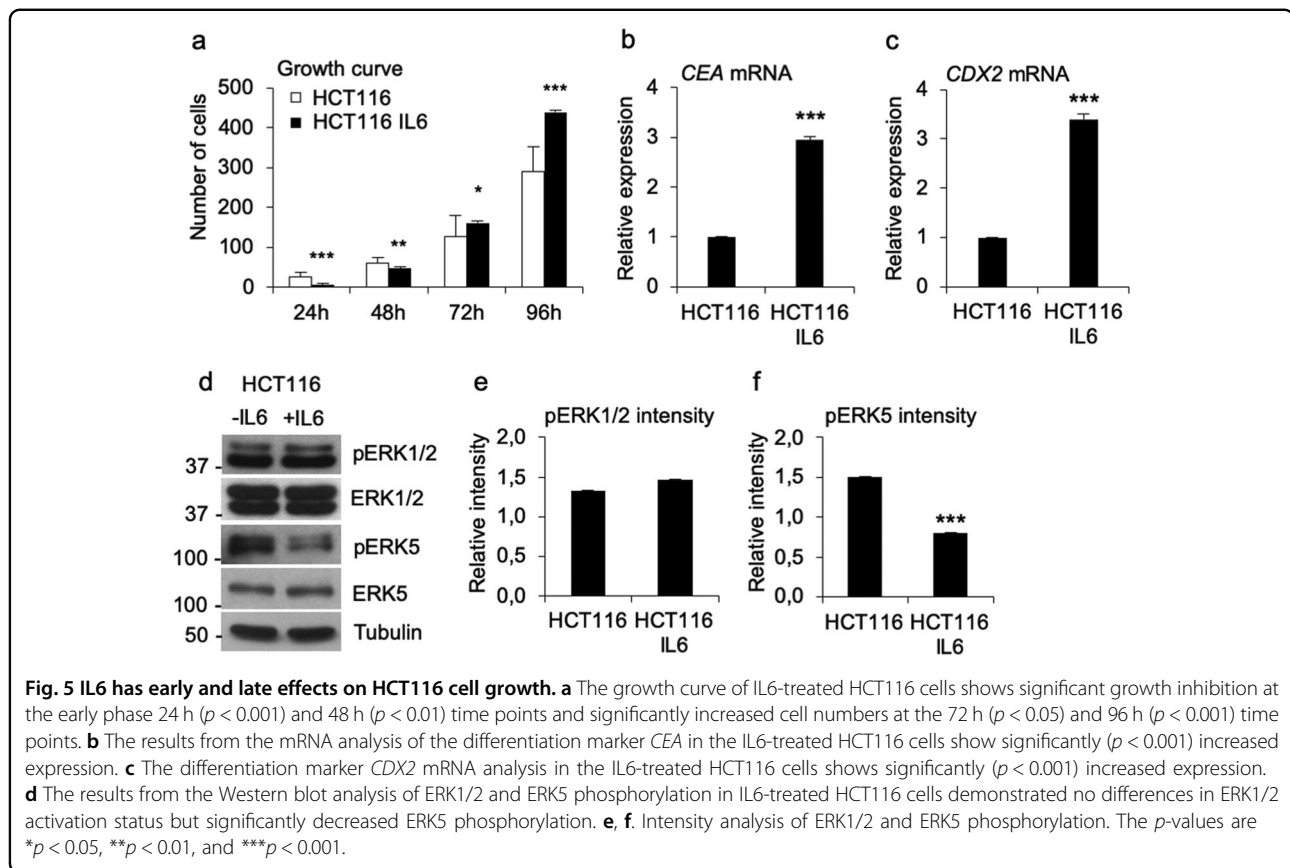 a
Growth curve
HCT116
HCT116 IL6
Number of cells
500
400
300
200
100
0
***
**
*
***
24h
48h
72h
96h
b
CEA mRNA
Relative expression
4
3
2
1
0
***
HCT116
HCT116
IL6
c
CDX2 mRNA
Relative expression
4
3
2
1
0
***
HCT116
HCT116
IL6
d
HCT116
-IL6 +IL6
37 - pERK1/2
37 - ERK1/2
100 - pERK5
100 - ERK5
50 - Tubulin
e
pERK1/2 intensity
Relative intensity
2,0
1,5
1,0
0,5
0,0
HCT116
HCT116
IL6
f
pERK5 intensity
Relative intensity
2,0
1,5
1,0
0,5
0,0
***
HCT116
HCT116
IL6
Fig. 5 IL6 has early and late effects on HCT116 cell growth. a The growth curve of IL6-treated HCT116 cells shows significant growth inhibition at
the early phase 24 h (p < 0.001) and 48 h (p < 0.01) time points and significantly increased cell numbers at the 72 h (p < 0.05) and 96 h (p < 0.001) time
points. b The results from the mRNA analysis of the differentiation marker CEA in the IL6-treated HCT116 cells show significantly (p < 0.001) increased
expression. c The differentiation marker CDX2 mRNA analysis in the IL6-treated HCT116 cells shows significantly (p < 0.001) increased expression.
d The results from the Western blot analysis of ERK1/2 and ERK5 phosphorylation in IL6-treated HCT116 cells demonstrated no differences in ERK1/2
activation status but significantly decreased ERK5 phosphorylation. e, f. Intensity analysis of ERK1/2 and ERK5 phosphorylation. The p-values are
*p < 0.05, **p < 0.01, and ***p < 0.001.